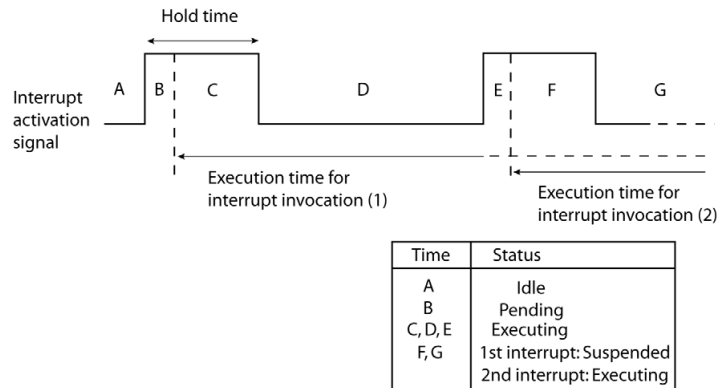 Hold time
A
B
C
D
E
F
G
Interrupt
activation
signal
Execution time for
interrupt invocation (1)
Execution time for
interrupt invocation (2)
Time Status
A Idle
B Pending
C, D, E Executing
F, G 1st interrupt: Suspended
2nd interrupt: Executing